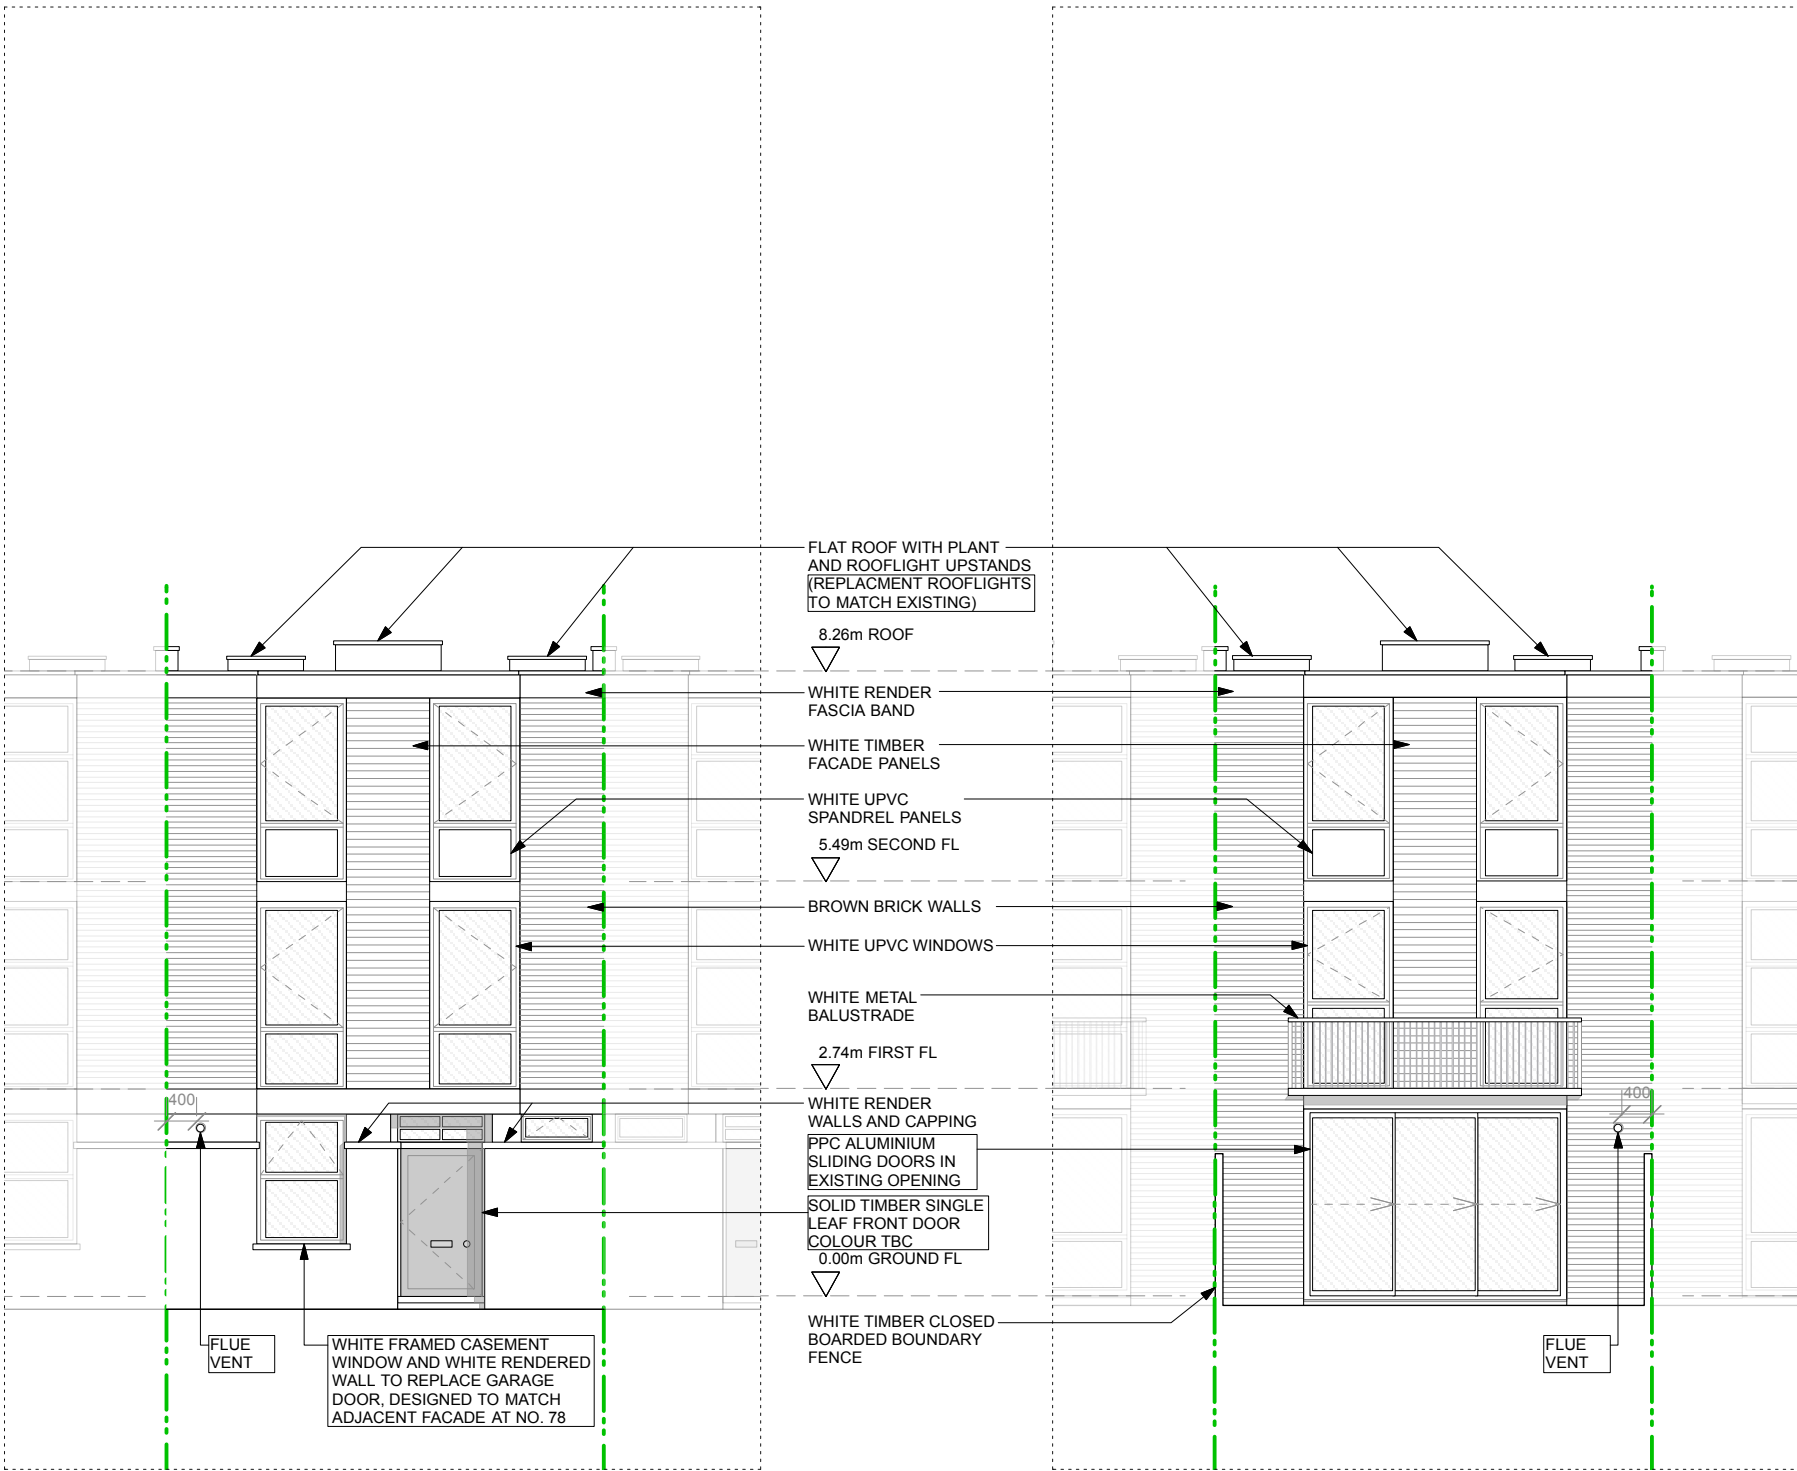 FLAT ROOF WITH PLANT
AND ROOFLIGHT UPSTANDS
(REPLACMENT ROOFLIGHTS
TO MATCH EXISTING)
8.26m ROOF
WHITE RENDER
FASCIA BAND
WHITE TIMBER
FACADE PANELS
WHITE UPVC
SPANDREL PANELS
5.49m SECOND FL
BROWN BRICK WALLS
WHITE UPVC WINDOWS
WHITE METAL
BALUSTRADE
2.74m FIRST FL
400
400
WHITE RENDER
WALLS AND CAPPING
PPC ALUMINIUM
SLIDING DOORS IN
EXISTING OPENING
SOLID TIMBER SINGLE
LEAF FRONT DOOR
COLOUR TBC
0.00m GROUND FL
WHITE TIMBER CLOSED
BOARDED BOUNDARY
FENCE
FLUE
VENT
WHITE FRAMED CASEMENT
WINDOW AND WHITE RENDERED
WALL TO REPLACE GARAGE
DOOR, DESIGNED TO MATCH
ADJACENT FACADE AT NO. 78
FLUE
VENT